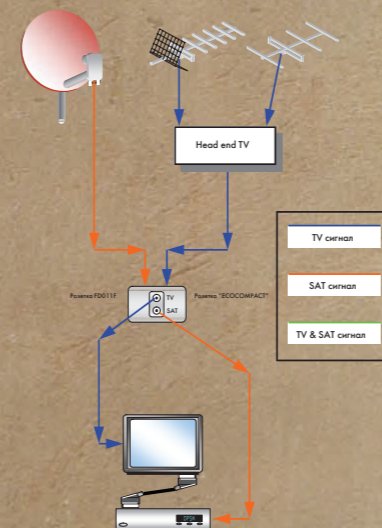 Head end TV
TV сигнал
SAT сигнал
TV & SAT сигнал
Розетка FD011F
TV
SAT
Розетка "ECOCOMPACT"